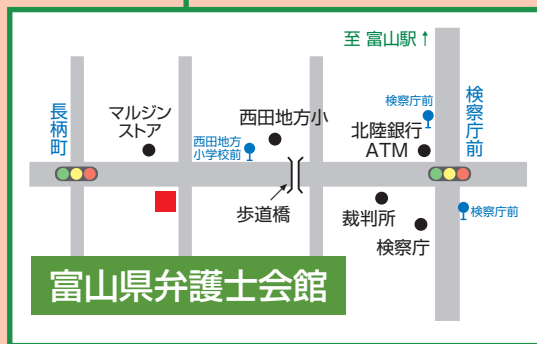 至 富山駅↑
長柄町
マルジン
ストア
西田地方
小学校前
西田地方小
検察庁前
北陸銀行
ATM
検察庁前
歩道橋
裁判所
検察庁
検察庁前
富山県弁護士会館